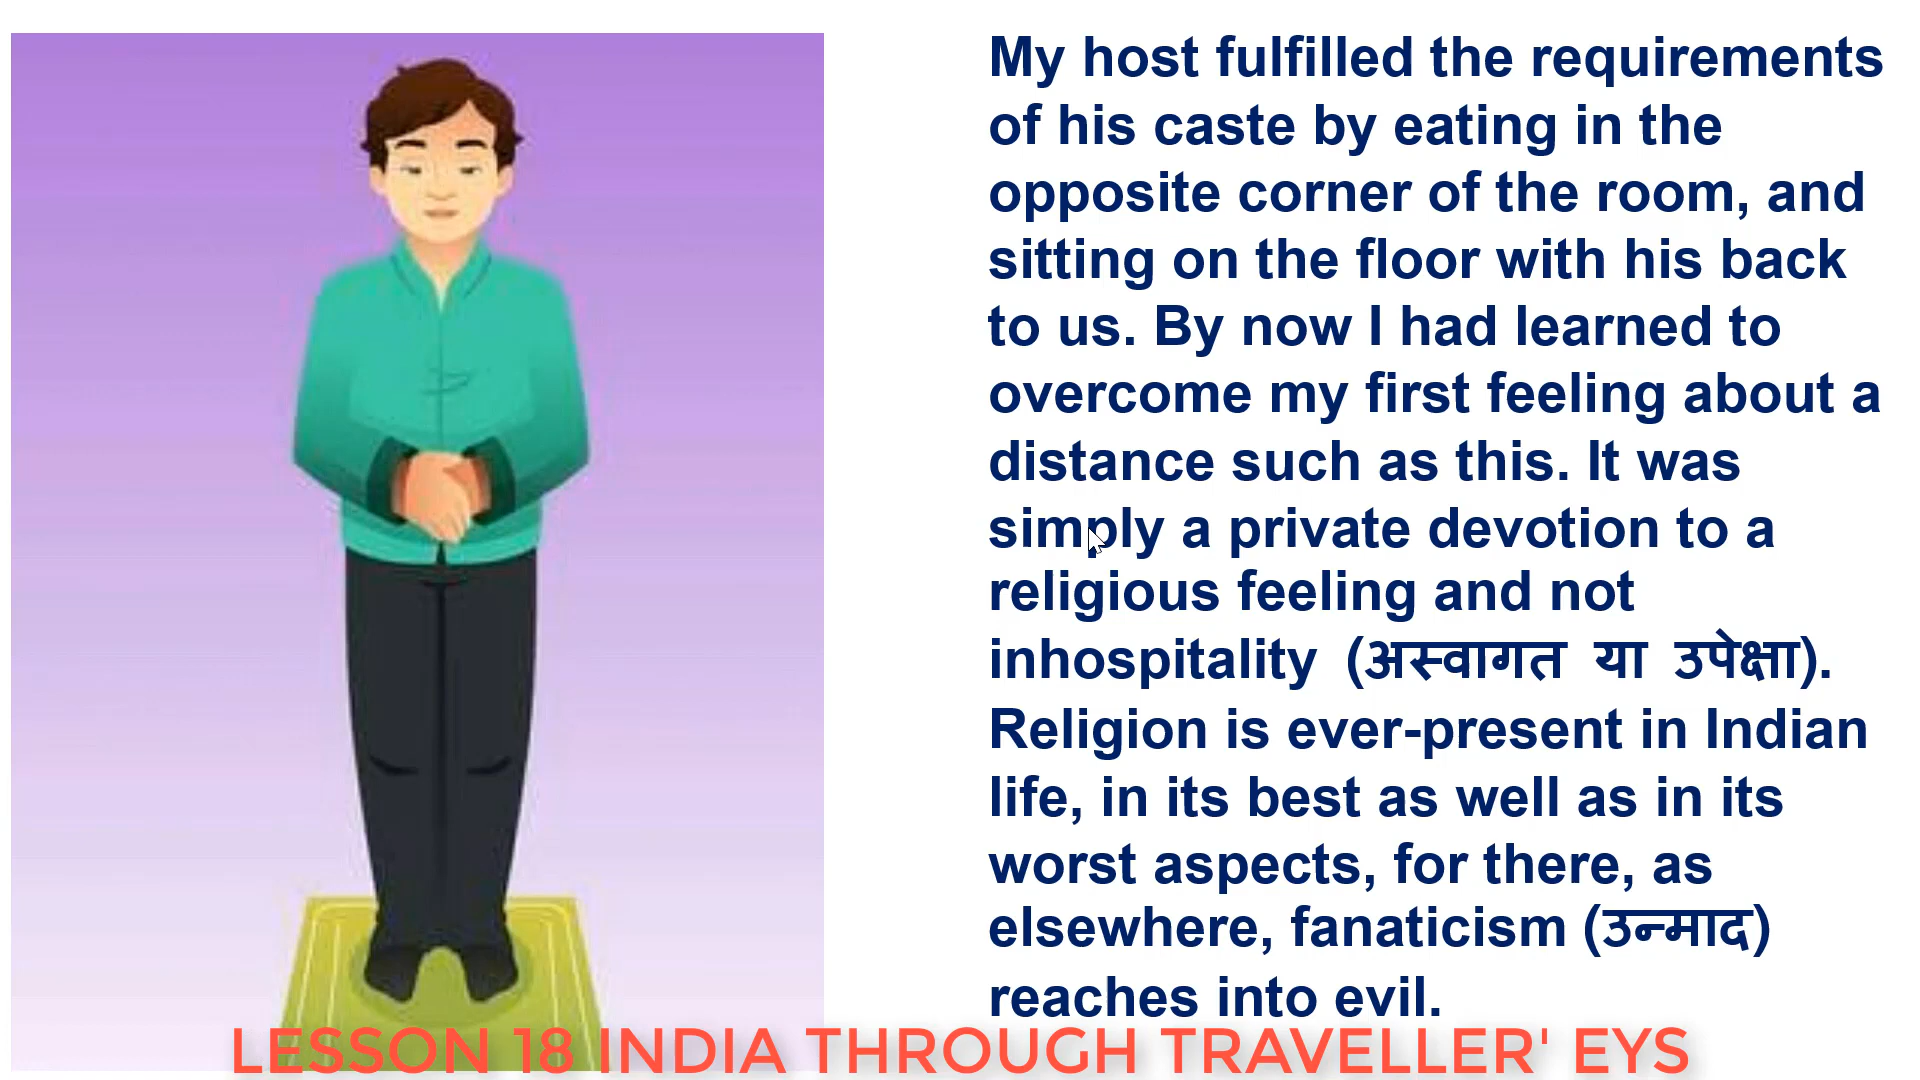 My host fulfilled the requirements
of his caste by eating in the
opposite corner of the room, and
sitting on the floor with his back
to us. By now I had learned to
overcome my first feeling about a
distance such as this. It was
simply a private devotion to a
religious feeling and not
inhospitality (अस्वागत या उपेक्षा).
Religion is ever-present in Indian
life, in its best as well as in its
worst aspects, for there, as
elsewhere, fanaticism (उन्माद)
reaches into evil.
LESSON 18 INDIA THROUGH TRAVELLER' EYS